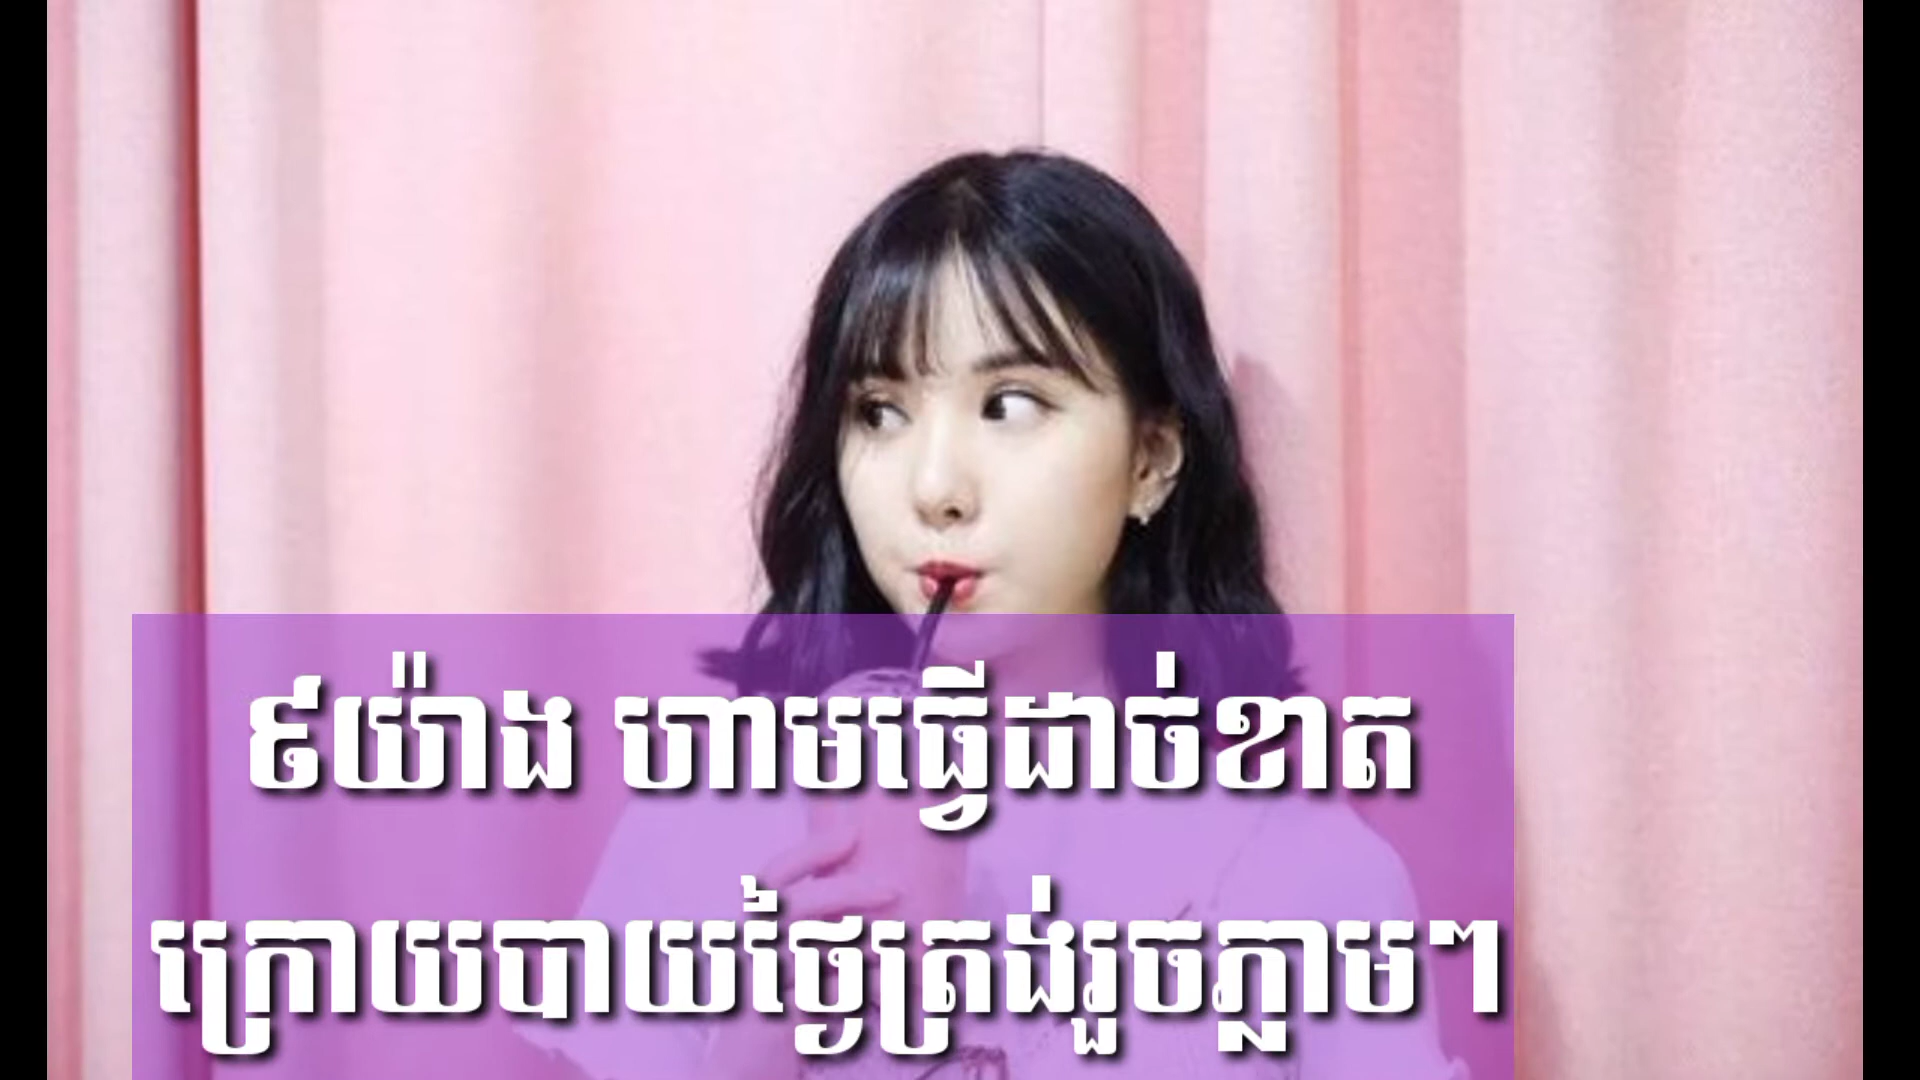 ៩យ៉ាង ហាមធ្វើដាច់ខាត
ក្រោយបាយថ្ងៃត្រង់រួចភ្លាមៗ